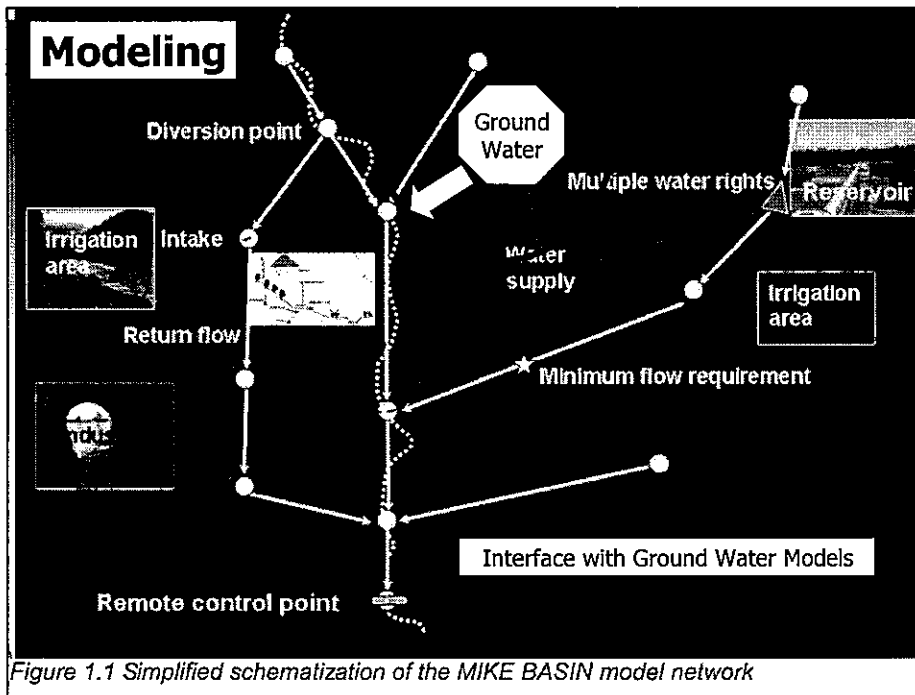 Modeling
Diversion point
Ground
Water
Multiple water rights
Reservoir
Irrigation
area
Intake
Water
supply
Irrigation
area
Return flow
Minimum flow requirement
Interface with Ground Water Models
Remote control point
Figure 1.1 Simplified schematization of the MIKE BASIN model network